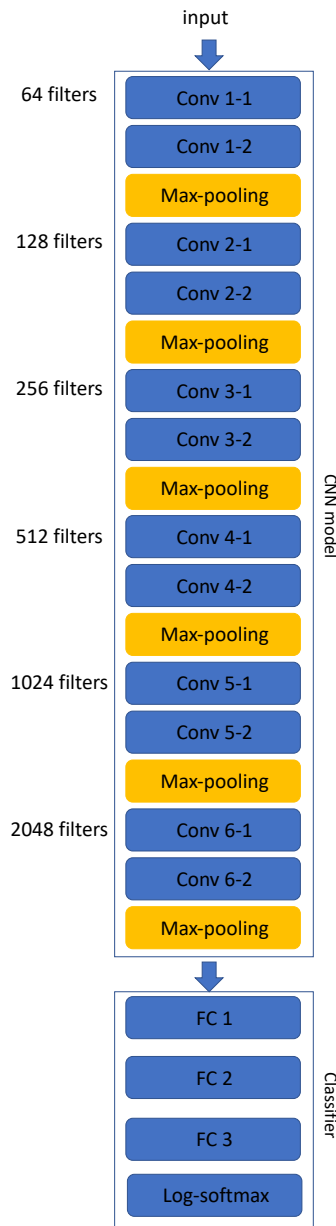 input
64 filters
Conv 1-1
Conv 1-2
Max-pooling
128 filters
Conv 2-1
Conv 2-2
Max-pooling
256 filters
Conv 3-1
Conv 3-2
Max-pooling
512 filters
Conv 4-1
Conv 4-2
Max-pooling
1024 filters
Conv 5-1
Conv 5-2
Max-pooling
2048 filters
Conv 6-1
Conv 6-2
Max-pooling
CNN model
FC 1
FC 2
FC 3
Log-softmax
Classifier